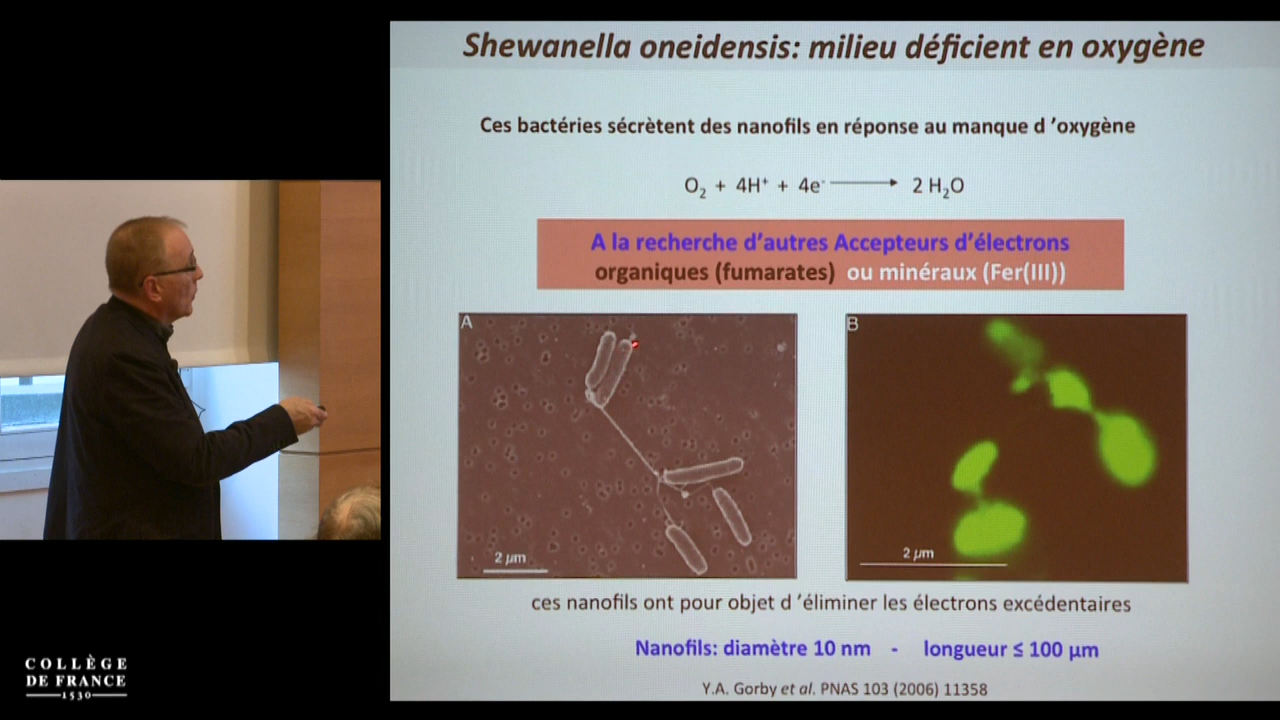 Shewanella oneidensis: milieu déficient en oxygène
Ces bactéries sécrètent des nanofils en réponse au manque d ’oxygène
O₂ + 4H⁺ + 4e⁻ ⟶ 2 H₂O
A la recherche d’autres Accepteurs d’électrons
organiques (fumarates) ou minéraux (Fer(III))
A
2 µm
B
2 µm
ces nanofils ont pour objet d ’éliminer les électrons excédentaires
Nanofils: diamètre 10 nm - longueur ≤ 100 µm
Y.A. Gorby et al. PNAS 103 (2006) 11358
COLLÈGE
DE FRANCE
1530